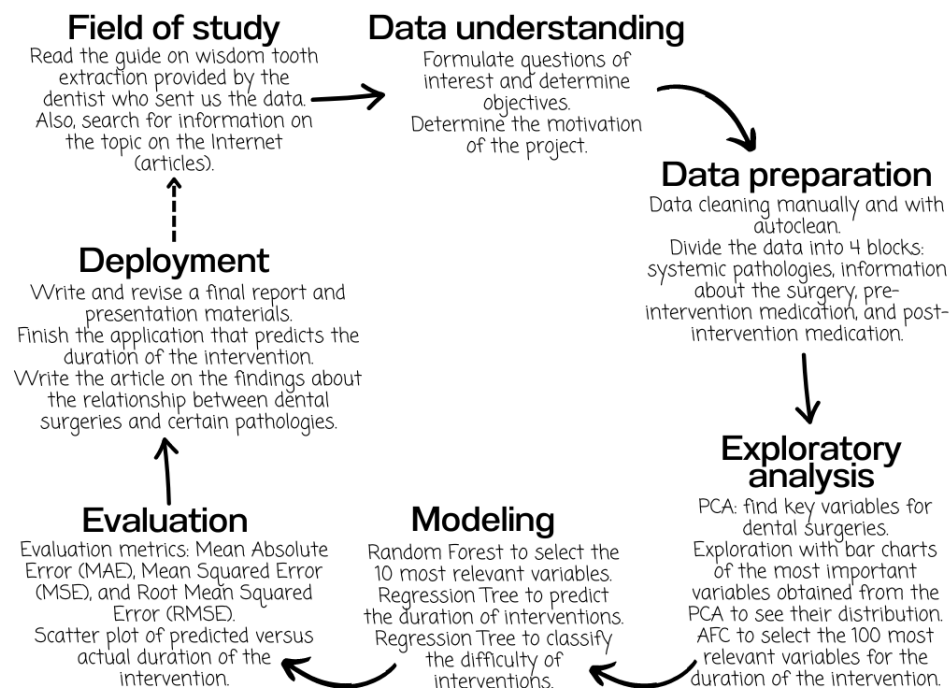 Field of study
Read the guide on wisdom tooth
extraction provided by the
dentist who sent us the data.
Also, search for information on
the topic on the Internet
(articles).
Data understanding
Formulate questions of
interest and determine
objectives.
Determine the motivation
of the project.
Data preparation
Data cleaning manually and with
autoclean.
Divide the data into 4 blocks:
systemic pathologies, information
about the surgery, pre-
intervention medication, and post-
intervention medication.
Exploratory
analysis
PCA: find key variables for
dental surgeries.
Exploration with bar charts
of the most important
variables obtained from the
PCA to see their distribution.
AFC to select the 100 most
relevant variables for the
duration of the intervention.
Modeling
Random Forest to select the
10 most relevant variables.
Regression Tree to predict
the duration of interventions.
Regression Tree to classify
the difficulty of
interventions.
Evaluation
Evaluation metrics: Mean Absolute
Error (MAE), Mean Squared Error
(MSE), and Root Mean Squared
Error (RMSE).
Scatter plot of predicted versus
actual duration of the
intervention.
Deployment
Write and revise a final report and
presentation materials.
Finish the application that predicts the
duration of the intervention.
Write the article on the findings about
the relationship between dental
surgeries and certain pathologies.